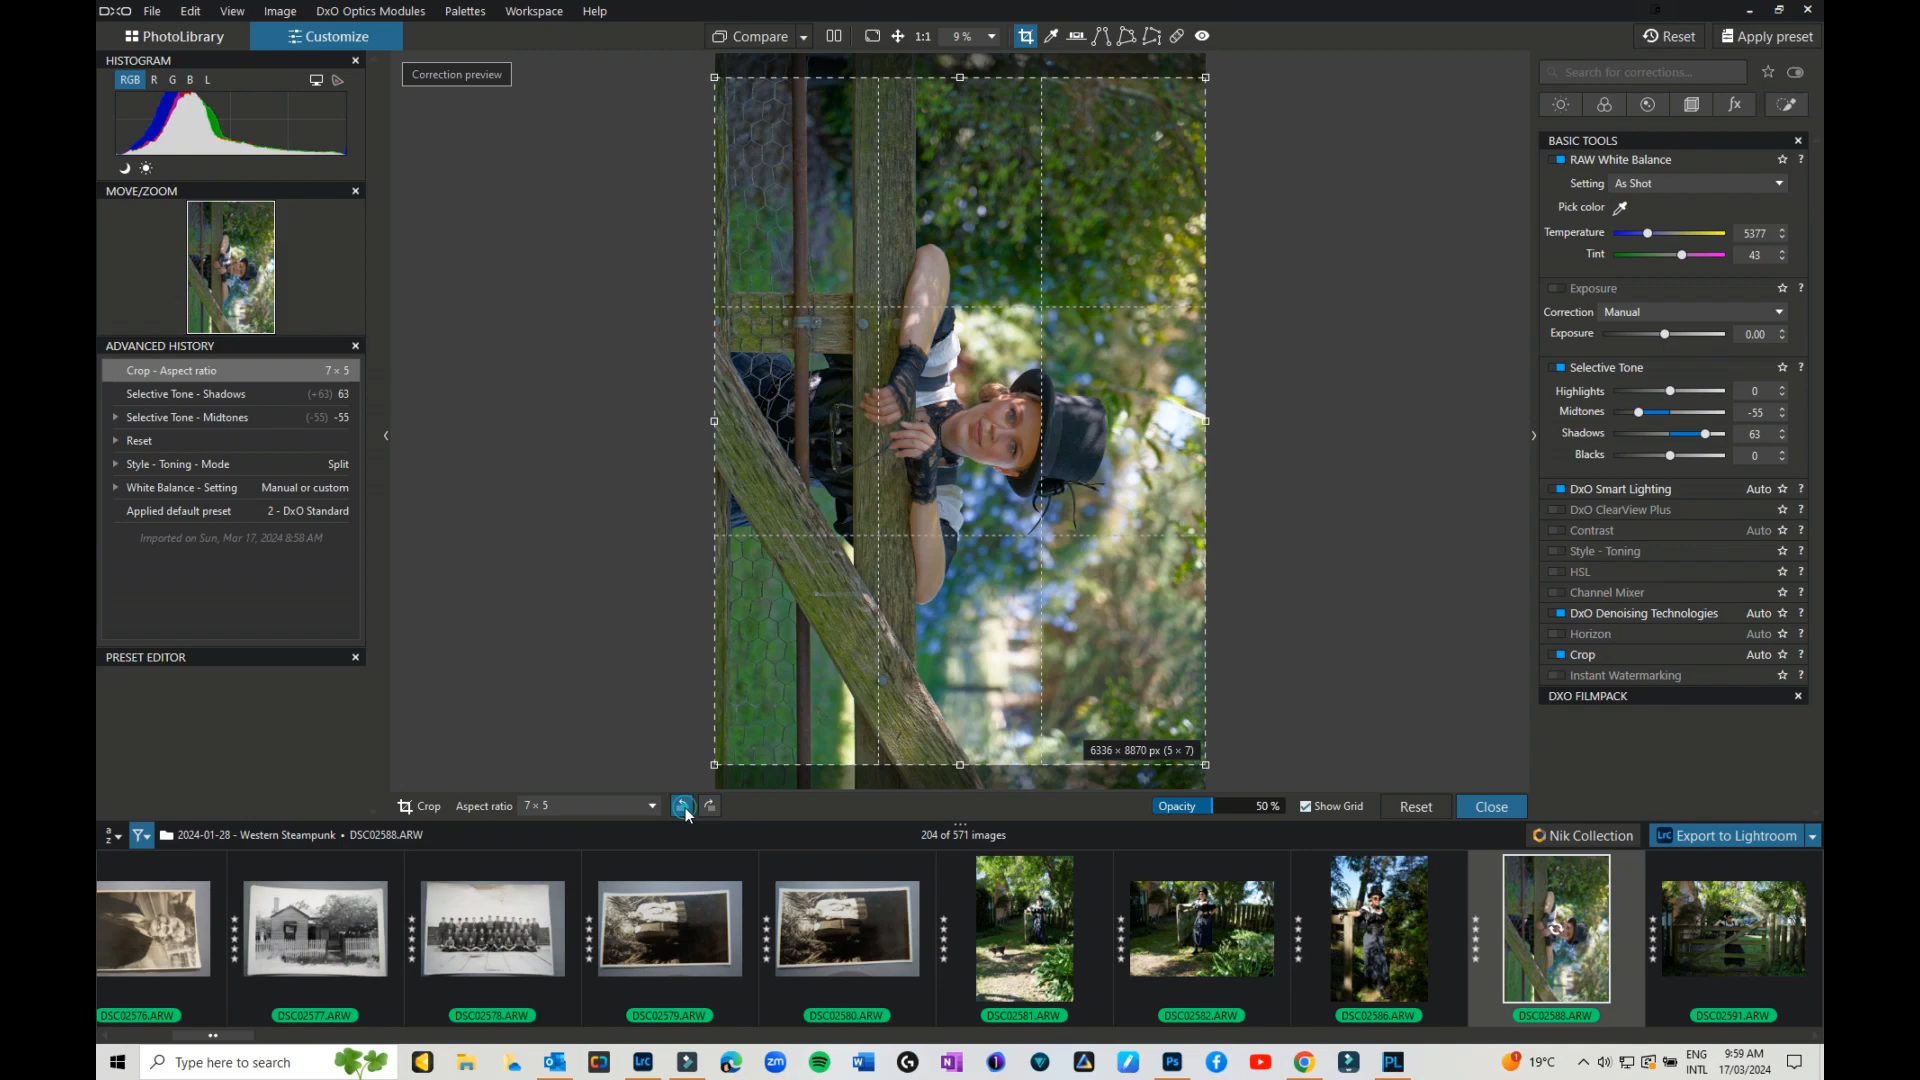 DXO File Edit View Image DxO Optics Modules Palettes Workspace Help
PhotoLibrary Customize Compare 1:1 9 % Reset Apply preset
HISTOGRAM
RGB R G B L
MOVE/ZOOM
ADVANCED HISTORY
Crop - Aspect ratio 7 × 5
Selective Tone - Shadows (+63) 63
Selective Tone - Midtones (-55) -55
Reset
Style - Toning - Mode Split
White Balance - Setting Manual or custom
Applied default preset 2 - DxO Standard
Imported on Sun, Mar 17, 2024 8:58 AM
PRESET EDITOR
Correction preview
6336 × 8870 px (5 × 7)
Search for corrections...
fx
BASIC TOOLS
RAW White Balance ?
Setting As Shot
Pick color
Temperature 5377
Tint 43
Exposure ?
Correction Manual
Exposure 0.00
Selective Tone ?
Highlights 0
Midtones -55
Shadows 63
Blacks 0
DxO Smart Lighting Auto ?
DxO ClearView Plus ?
Contrast Auto ?
Style - Toning ?
HSL ?
Channel Mixer ?
DxO Denoising Technologies Auto ?
Horizon Auto ?
Crop Auto ?
Instant Watermarking ?
DXO FILMPACK
Crop Aspect ratio 7 × 5 Opacity 50 % Show Grid Reset Close
a z 2024-01-28 - Western Steampunk • DSC02588.ARW 204 of 571 images Nik Collection LrC Export to Lightroom
DSC02576.ARW DSC02577.ARW DSC02578.ARW DSC02579.ARW DSC02580.ARW DSC02581.ARW DSC02582.ARW DSC02586.ARW DSC02588.ARW DSC02591.ARW
Type here to search LrC zm W N Ps PL 1 19°C ENG 9:59 AM
INTL 17/03/2024